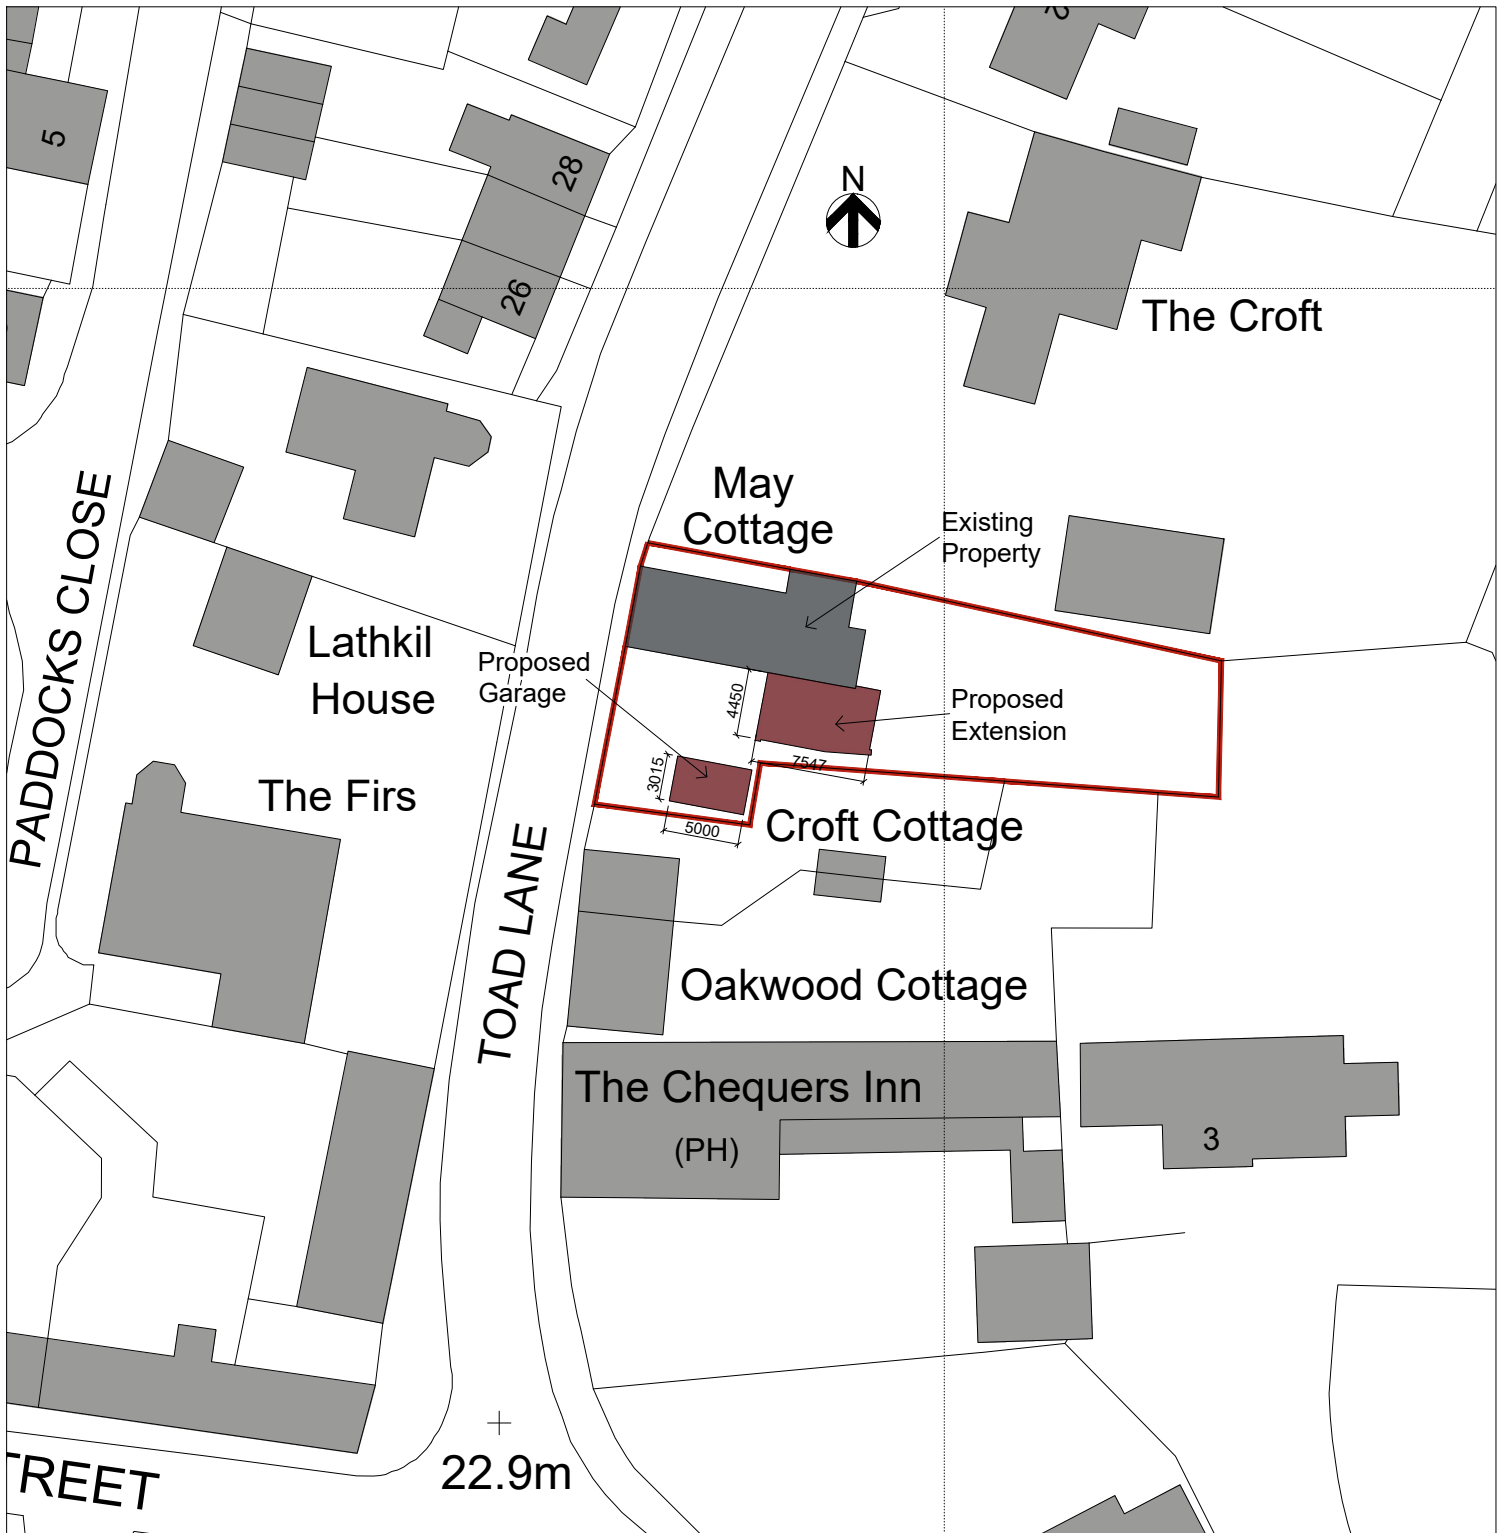 5
28
26
N
The Croft
PADDOCKS CLOSE
May
Cottage
Existing
Property
Lathkil
House
Proposed
Garage
4450
Proposed
Extension
3015
7547
5000
The Firs
Croft Cottage
TOAD LANE
Oakwood Cottage
The Chequers Inn
(PH)
3
22.9m
TREET